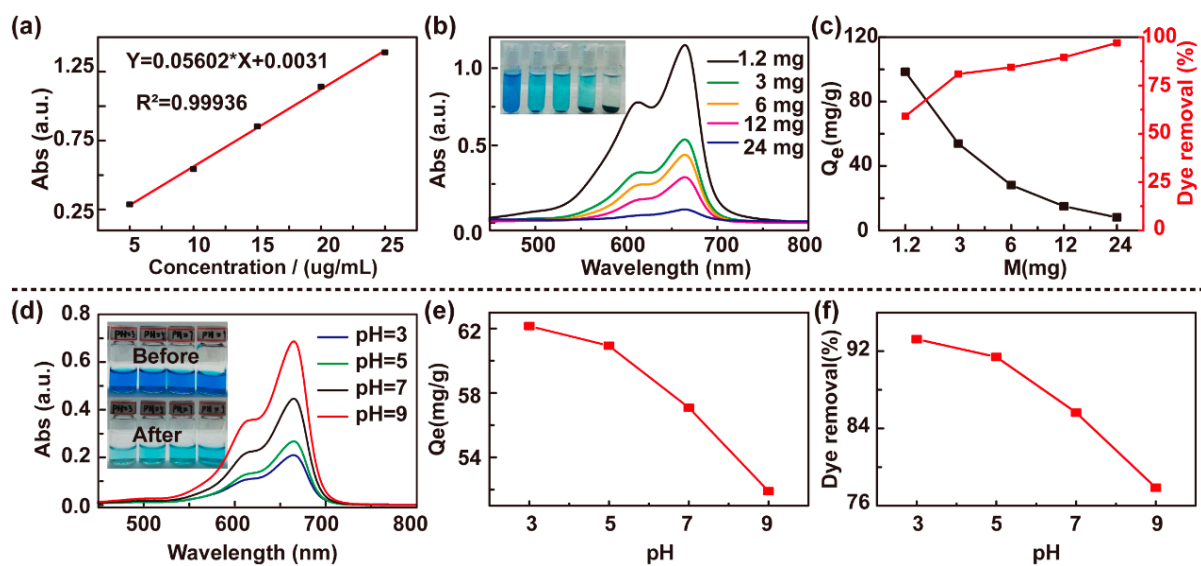 (a)
Y=0.05602*X+0.0031
R²=0.99936
Abs (a.u.)
1.25
0.75
0.25
5 10 15 20 25
Concentration / (ug/mL)
(b)
1.2 mg
3 mg
6 mg
12 mg
24 mg
Abs (a.u.)
1.0
0.5
0.0
500 600 700 800
Wavelength (nm)
(c)
Qe(mg/g)
120
80
40
0
Dye removal (%)
100
75
50
25
0
1.2 3 6 12 24
M(mg)
(d)
Before
After
pH=3
pH=5
pH=7
pH=9
Abs (a.u.)
0.8
0.6
0.4
0.2
0.0
500 600 700 800
Wavelength (nm)
(e)
Qe(mg/g)
62
58
54
3 5 7 9
pH
(f)
Dye removal(%)
92
84
76
3 5 7 9
pH